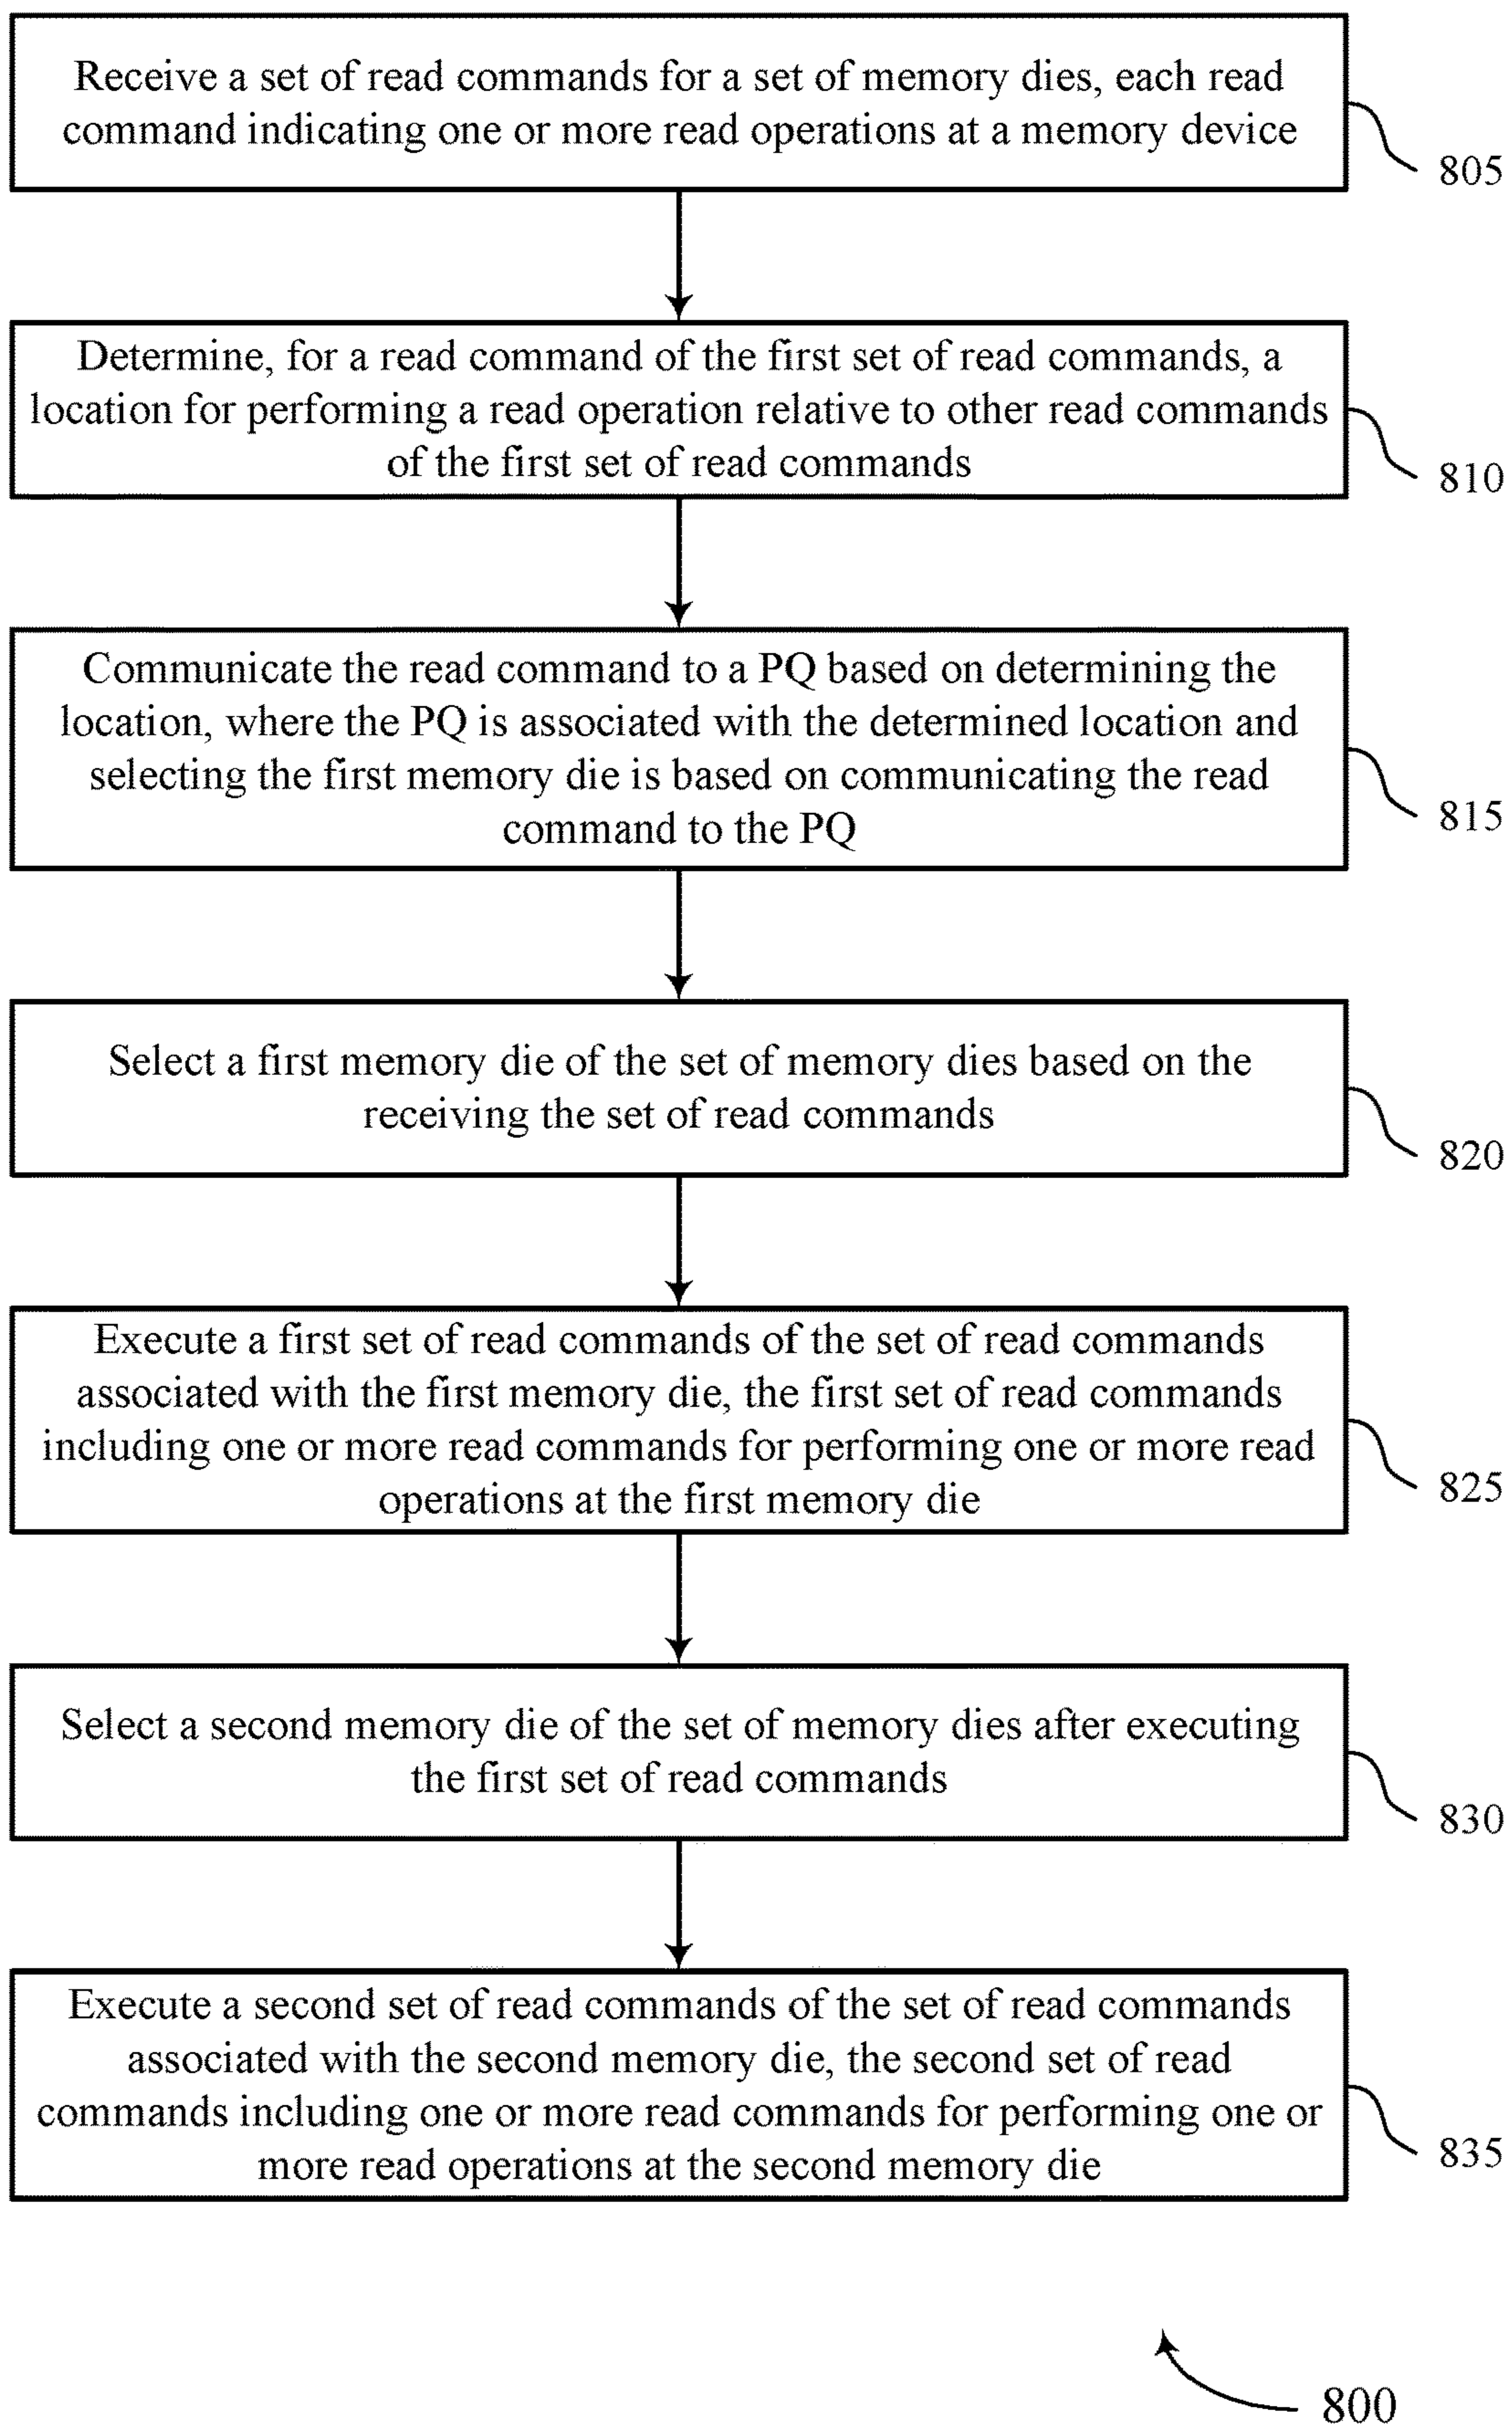 Receive a set of read commands for a set of memory dies, each read
command indicating one or more read operations at a memory device
805
Determine, for a read command of the first set of read commands, a
location for performing a read operation relative to other read commands
of the first set of read commands
810
Communicate the read command to a PQ based on determining the
location, where the PQ is associated with the determined location and
selecting the first memory die is based on communicating the read
command to the PQ
815
Select a first memory die of the set of memory dies based on the
receiving the set of read commands
820
Execute a first set of read commands of the set of read commands
associated with the first memory die, the first set of read commands
including one or more read commands for performing one or more read
operations at the first memory die
825
Select a second memory die of the set of memory dies after executing
the first set of read commands
830
Execute a second set of read commands of the set of read commands
associated with the second memory die, the second set of read
commands including one or more read commands for performing one or
more read operations at the second memory die
835
800